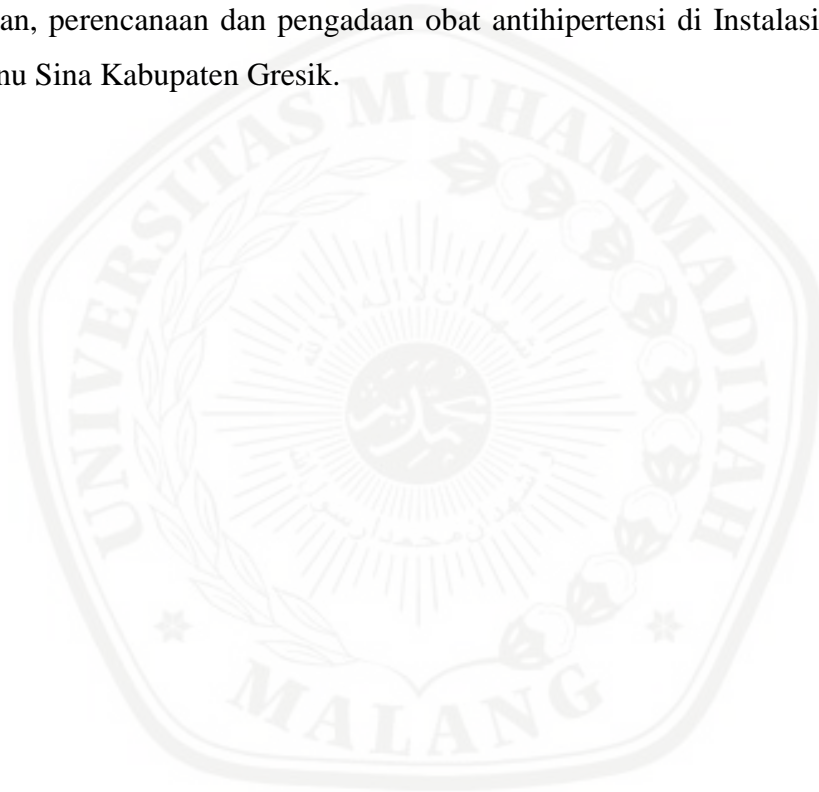 an, perencanaan dan pengadaan obat antihipertensi di Instalasi
nu Sina Kabupaten Gresik.
UNIVERSITAS MUHAMMADIYAH
MALANG